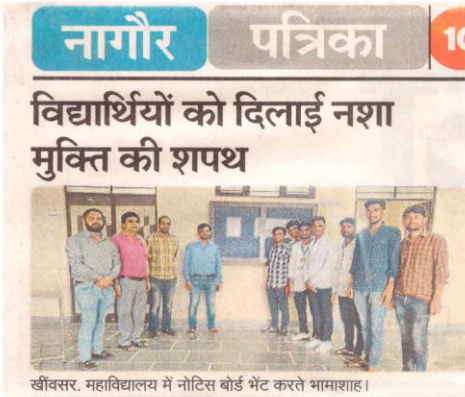 नागौर पत्रिका 10
विद्यार्थियों को दिलाई नशा
मुक्ति की शपथ
खींवसर. महाविद्यालय में नोटिस बोर्ड भेंट करते भामाशाह।